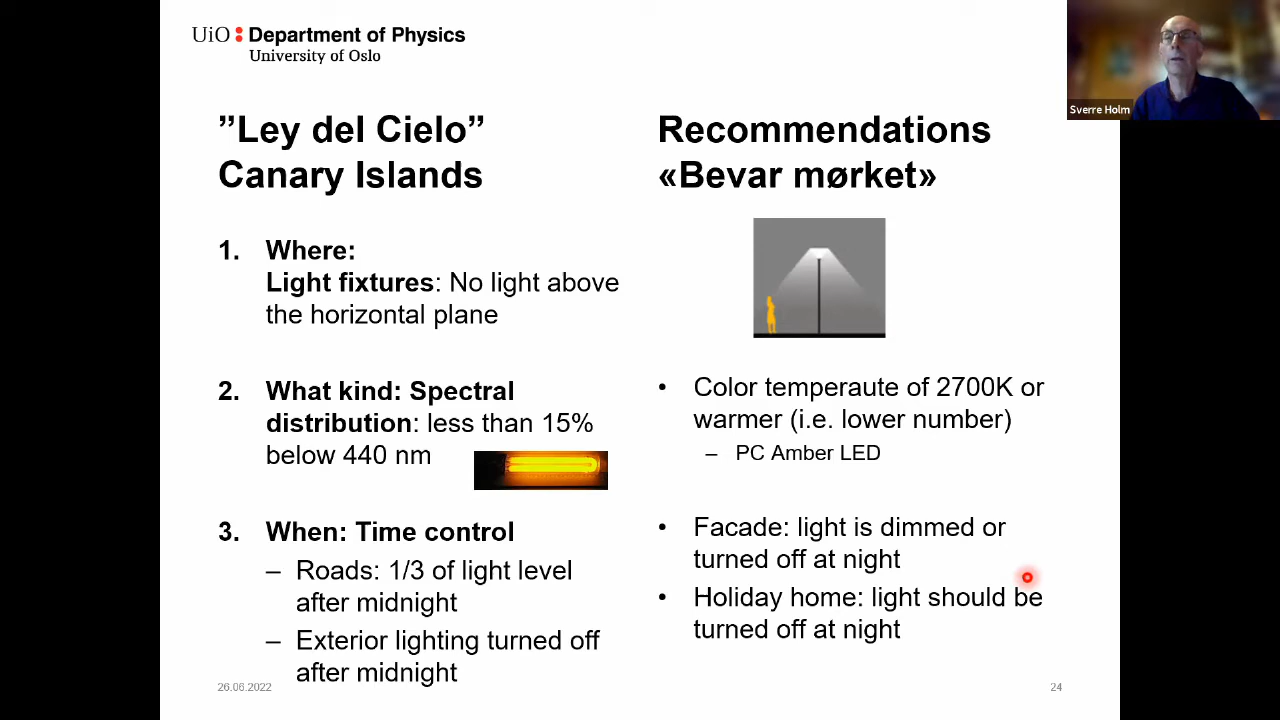 UiO Department of Physics
University of Oslo
Sverre Holm
”Ley del Cielo”
Canary Islands
1. Where:
Light fixtures: No light above
the horizontal plane
2. What kind: Spectral
distribution: less than 15%
below 440 nm
3. When: Time control
– Roads: 1/3 of light level
after midnight
– Exterior lighting turned off
after midnight
Recommendations
«Bevar mørket»
• Color temperaute of 2700K or
warmer (i.e. lower number)
– PC Amber LED
• Facade: light is dimmed or
turned off at night
• Holiday home: light should be
turned off at night
26.06.2022
24